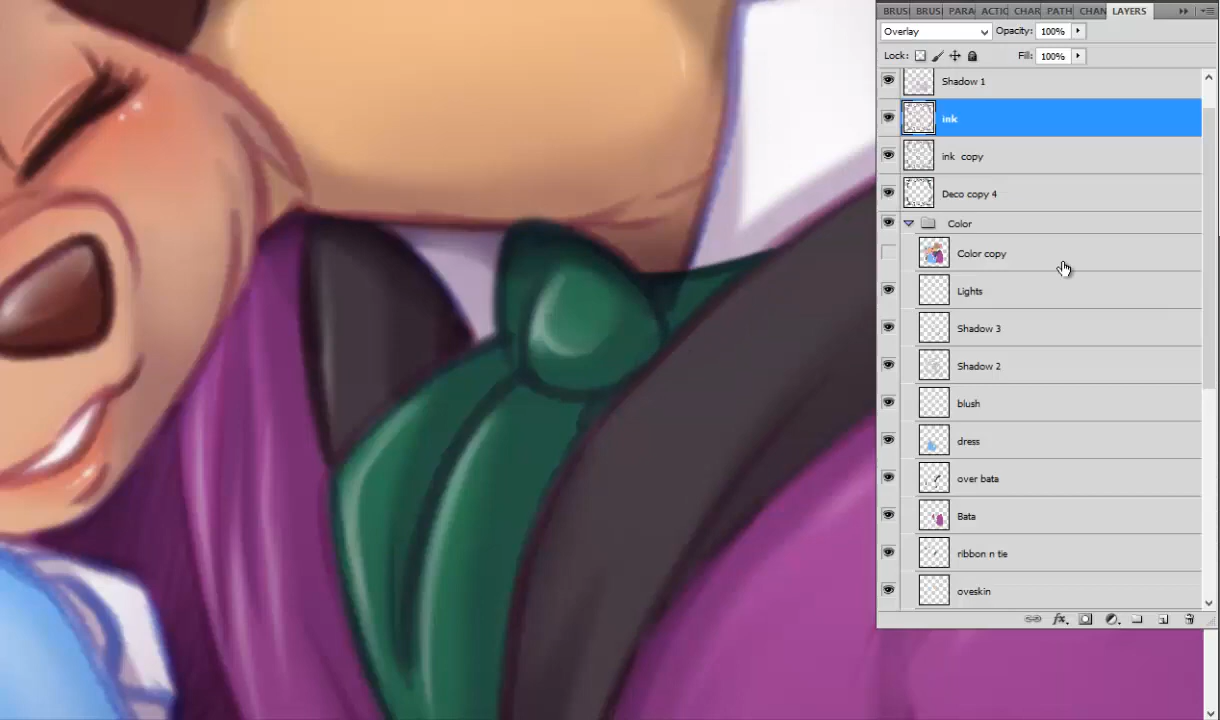 BRUS BRUS PARA ACTIC CHAR PATH CHAN LAYERS
Overlay Opacity: 100%
Lock: Fill: 100%
Shadow 1
ink
ink copy
Deco copy 4
Color
Color copy
Lights
Shadow 3
Shadow 2
blush
dress
over bata
Bata
ribbon n tie
oveskin
fx.